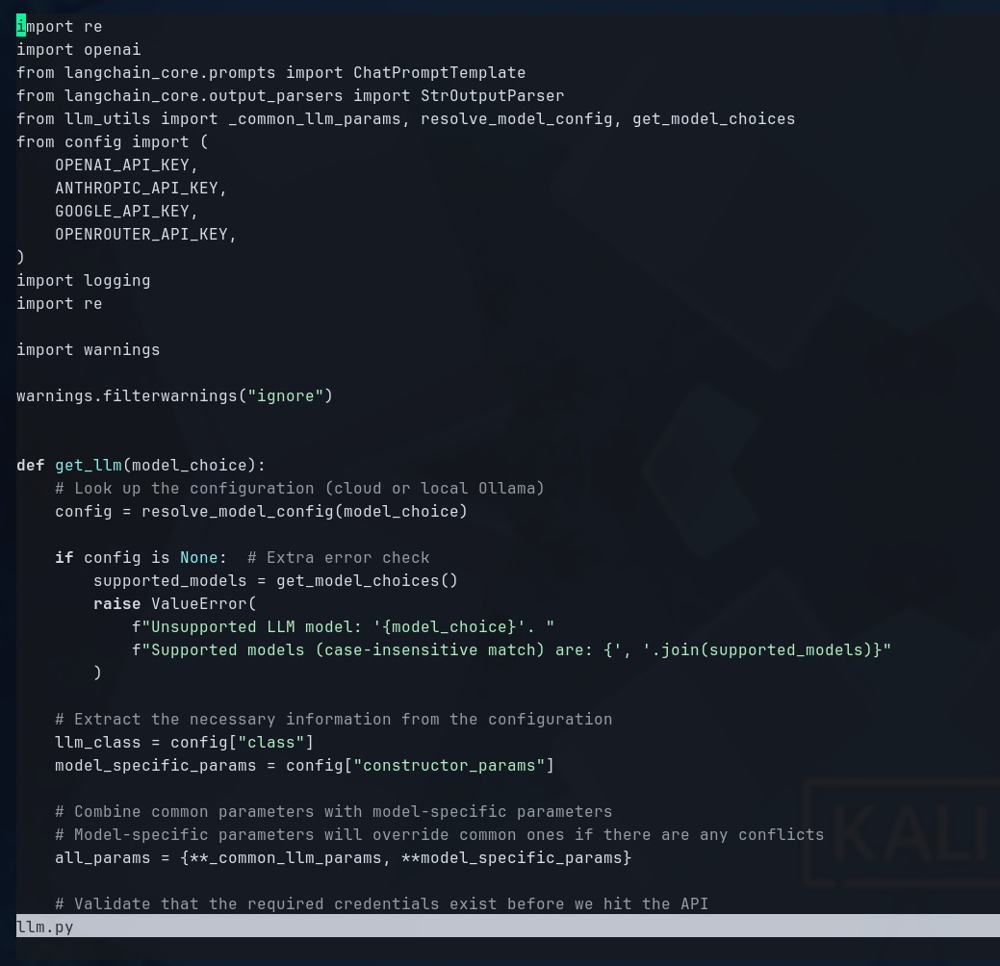 import re
import openai
from langchain_core.prompts import ChatPromptTemplate
from langchain_core.output_parsers import StrOutputParser
from llm_utils import _common_llm_params, resolve_model_config, get_model_choices
from config import (
    OPENAI_API_KEY,
    ANTHROPIC_API_KEY,
    GOOGLE_API_KEY,
    OPENROUTER_API_KEY,
)
import logging
import re

import warnings

warnings.filterwarnings("ignore")


def get_llm(model_choice):
    # Look up the configuration (cloud or local Ollama)
    config = resolve_model_config(model_choice)

    if config is None:  # Extra error check
        supported_models = get_model_choices()
        raise ValueError(
            f"Unsupported LLM model: '{model_choice}'. "
            f"Supported models (case-insensitive match) are: {', '.join(supported_models)}"
        )

    # Extract the necessary information from the configuration
    llm_class = config["class"]
    model_specific_params = config["constructor_params"]

    # Combine common parameters with model-specific parameters
    # Model-specific parameters will override common ones if there are any conflicts
    all_params = {**_common_llm_params, **model_specific_params}
KALI

    # Validate that the required credentials exist before we hit the API
llm.py